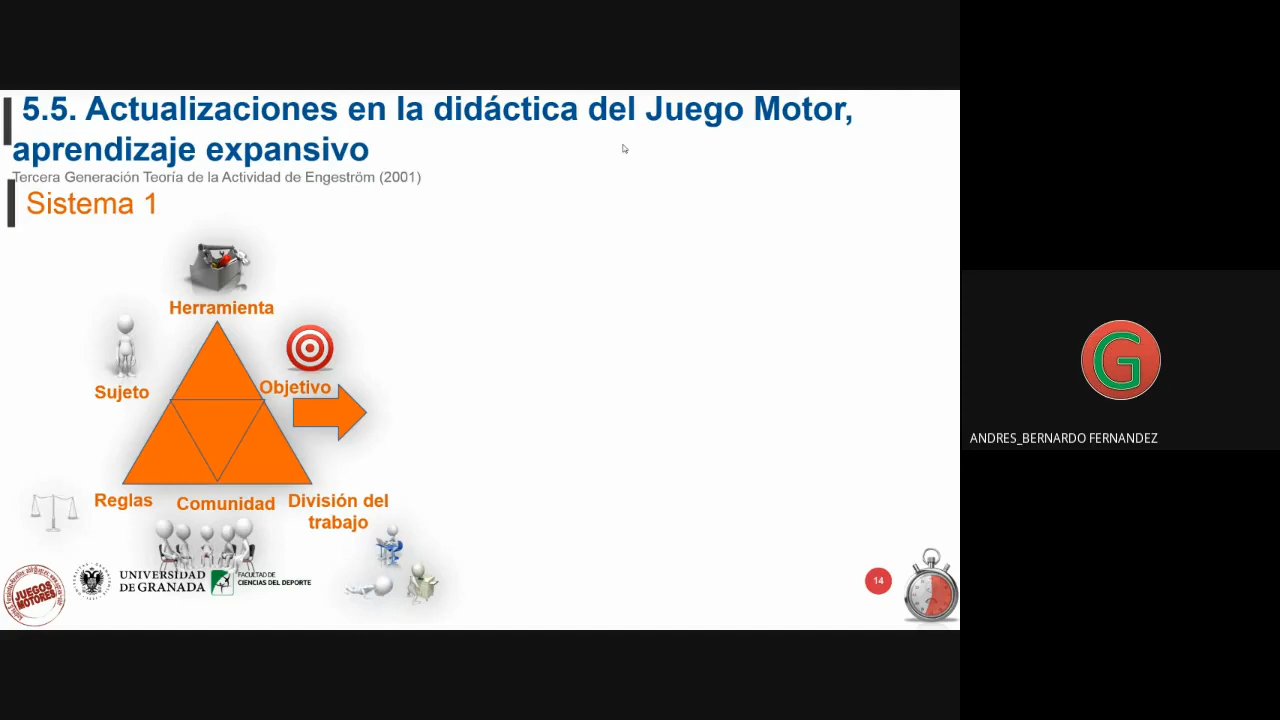 5.5. Actualizaciones en la didáctica del Juego Motor,
aprendizaje expansivo
Tercera Generación Teoría de la Actividad de Engeström (2001)
Sistema 1
Herramienta
Sujeto
Objetivo
Reglas
Comunidad
División del
trabajo
JUEGOS
MOTORES
UNIVERSIDAD
DE GRANADA
FACULTAD DE
CIENCIAS DEL DEPORTE
14
G
ANDRES_BERNARDO FERNANDEZ